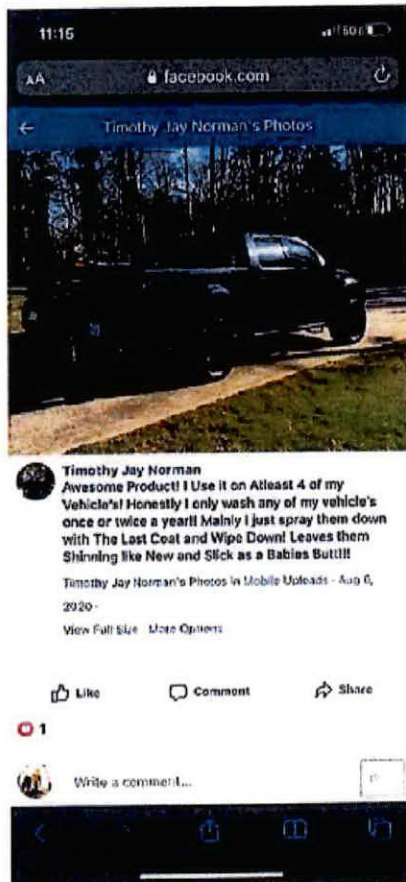 11:15
5G
AA
facebook.com
Timothy Jay Norman's Photos
Timothy Jay Norman
Awesome Product! I Use it on Atleast 4 of my
Vehicle's! Honestly I only wash any of my vehicle's
once or twice a year!! Mainly I just spray them down
with The Last Coat and Wipe Down! Leaves them
Shinning like New and Slick as a Babies Butt!!!
Timothy Jay Norman's Photos in Mobile Uploads · Aug 6,
2020 ·
View Full Size · More Options
Like
Comment
Share
1
Write a comment...